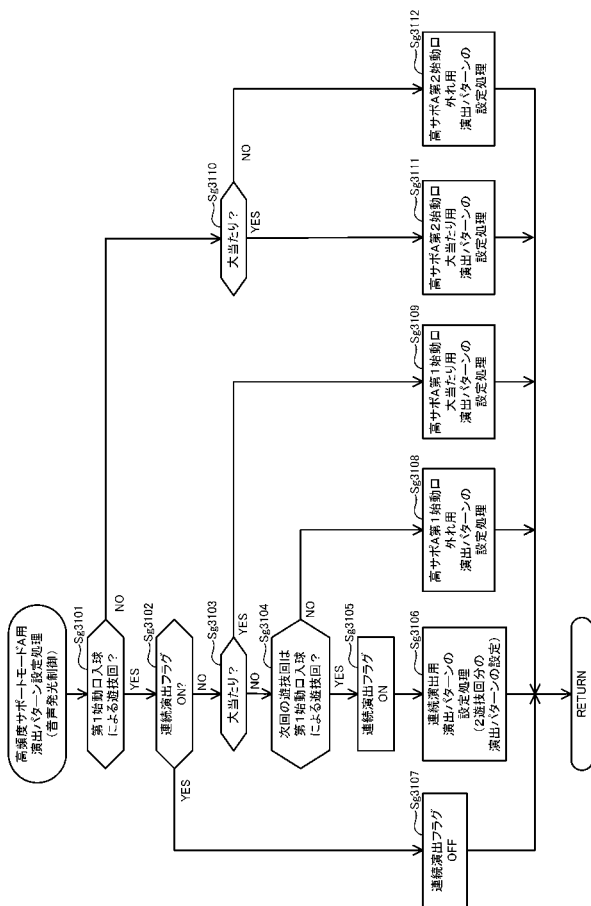 高頻度サポートモードA用
演出パターン設定処理
(音声発光制御)
Sg3101
第1始動口入球
による遊技回?
NO
YES
Sg3102
連続演出フラグ
ON?
YES
NO
Sg3103
大当たり?
YES
NO
Sg3104
次回の遊技回は
第1始動口入球
による遊技回?
NO
YES
Sg3105
連続演出フラグ
ON
Sg3106
連続演出用
演出パターンの
設定処理
(2遊技回分の
演出パターンの設定)
Sg3107
連続演出フラグ
OFF
Sg3108
高サポA第1始動口
外れ用
演出パターンの
設定処理
Sg3109
高サポA第1始動口
大当たり用
演出パターンの
設定処理
Sg3110
大当たり?
NO
YES
Sg3111
高サポA第2始動口
大当たり用
演出パターンの
設定処理
Sg3112
高サポA第2始動口
外れ用
演出パターンの
設定処理
RETURN